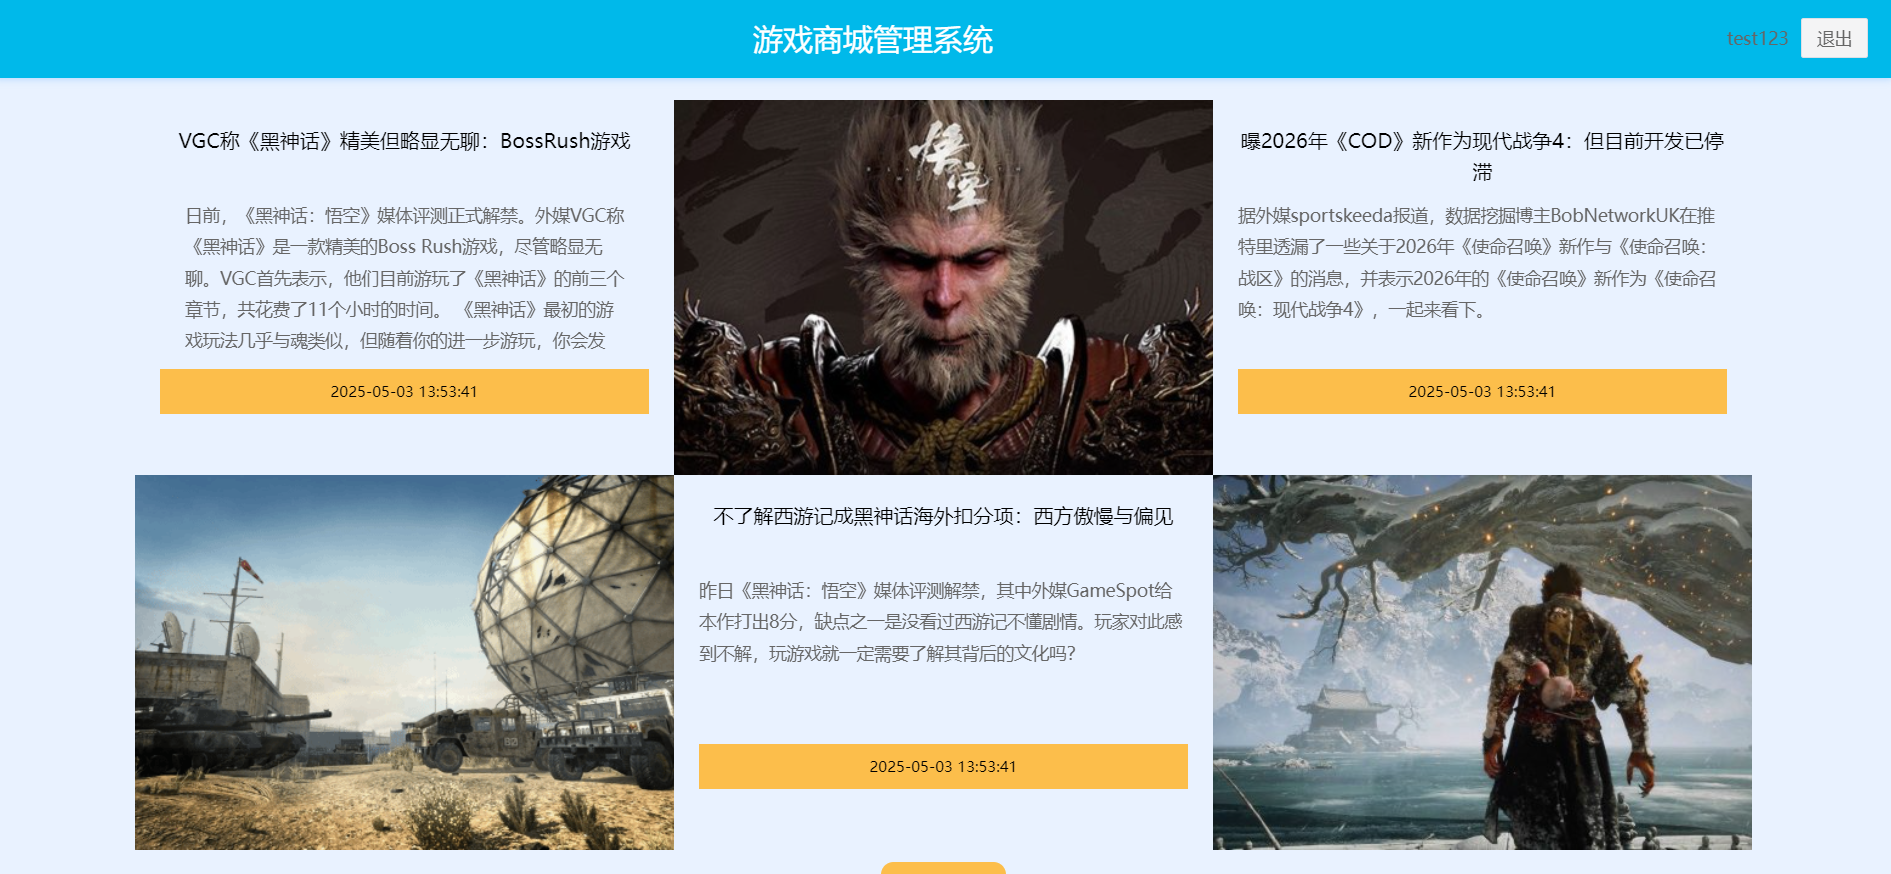 游戏商城管理系统
test123
退出
VGC称《黑神话》精美但略显无聊：BossRush游戏
日前，《黑神话：悟空》媒体评测正式解禁。外媒VGC称
《黑神话》是一款精美的Boss Rush游戏，尽管略显无
聊。VGC首先表示，他们目前游玩了《黑神话》的前三个
章节，共花费了11个小时的时间。 《黑神话》最初的游
戏玩法几乎与魂类似，但随着你的进一步游玩，你会发
2025-05-03 13:53:41
悟空
曝2026年《COD》新作为现代战争4：但目前开发已停
滞
据外媒sportskeeda报道，数据挖掘博主BobNetworkUK在推
特里透漏了一些关于2026年《使命召唤》新作与《使命召唤：
战区》的消息，并表示2026年的《使命召唤》新作为《使命召
唤：现代战争4》，一起来看下。
2025-05-03 13:53:41
不了解西游记成黑神话海外扣分项：西方傲慢与偏见
昨日《黑神话：悟空》媒体评测解禁，其中外媒GameSpot给
本作打出8分，缺点之一是没看过西游记不懂剧情。玩家对此感
到不解，玩游戏就一定需要了解其背后的文化吗？
2025-05-03 13:53:41